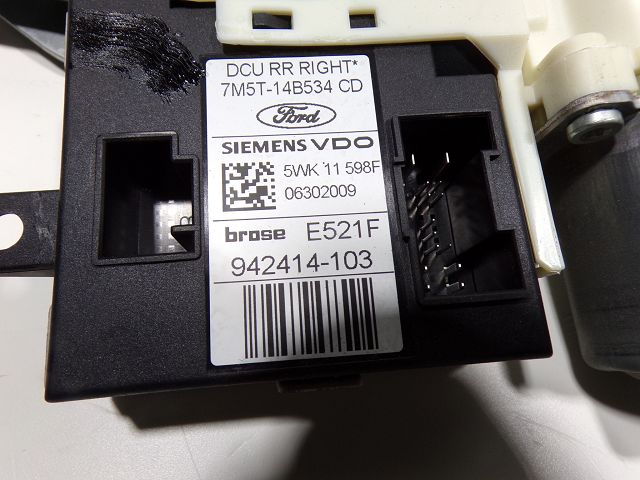 DCU RR RIGHT*
7M5T-14B534 CD
Ford
SIEMENS VDO
5WK 11 598F
06302009
brose E521F
942414-103